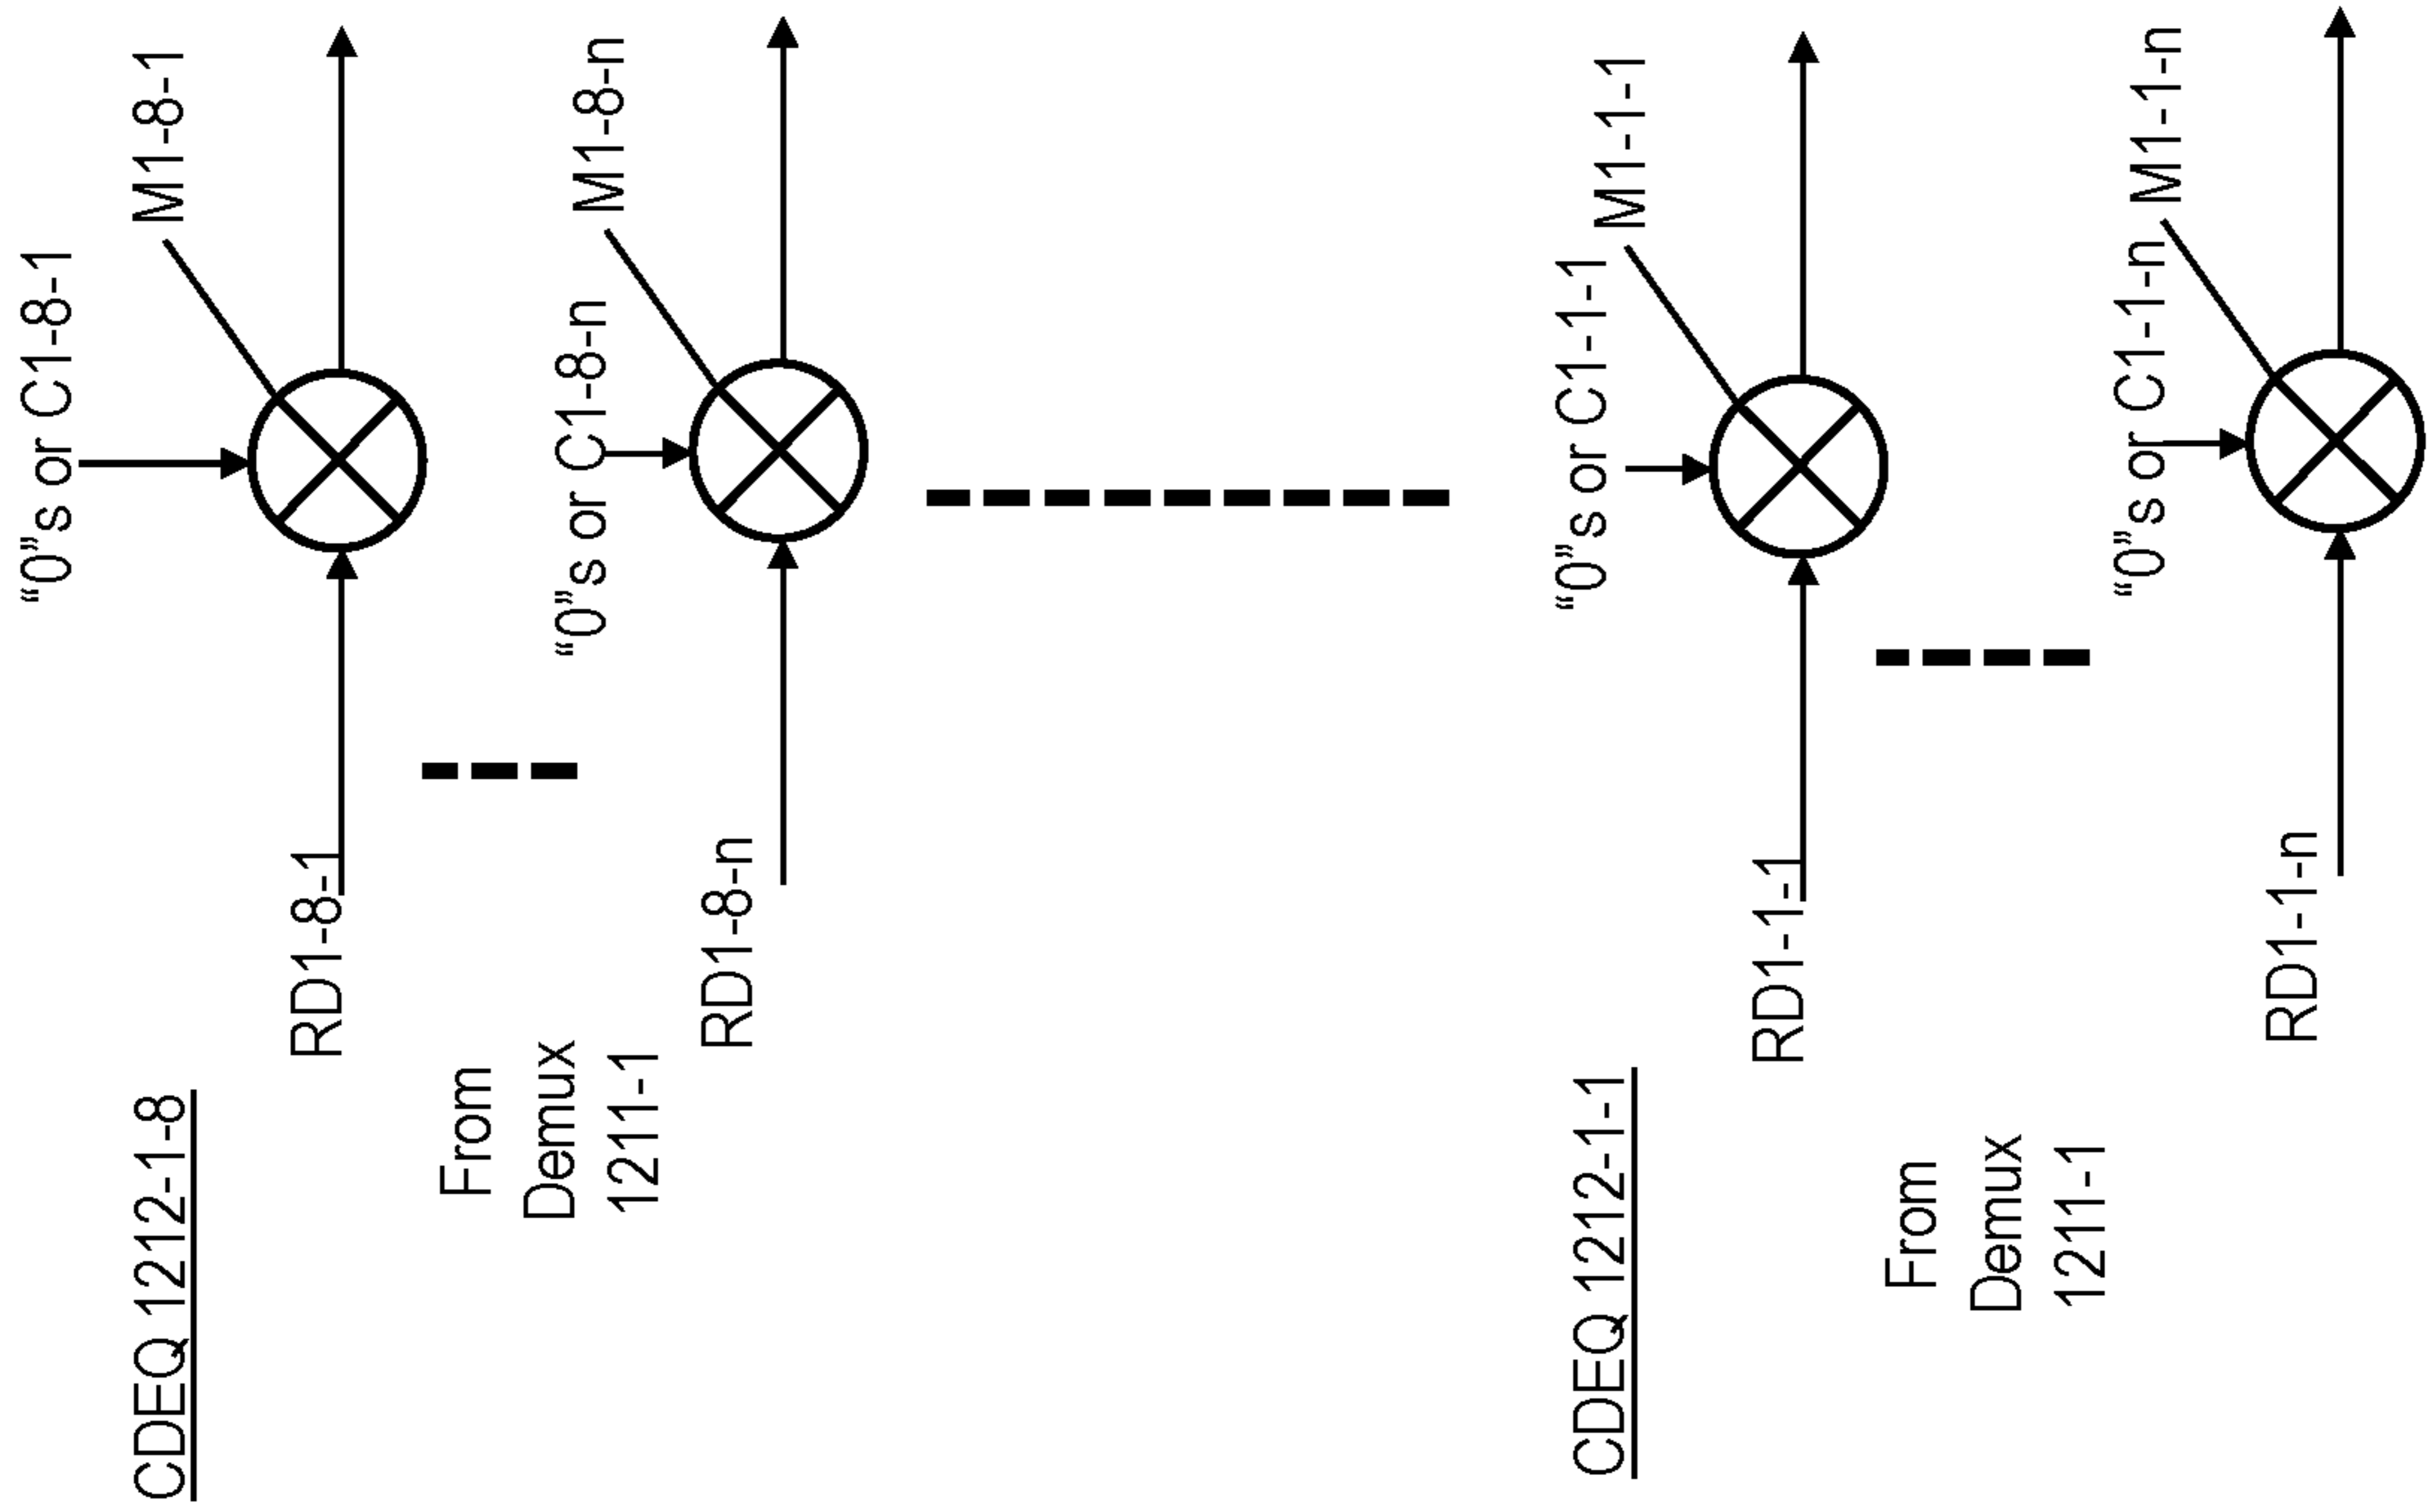 CDEQ 1212-1-8
“0”s or C1-8-1
M1-8-1
RD1-8-1
From
Demux
1211-1
“0”s or C1-8-n
M1-8-n
RD1-8-n
CDEQ 1212-1-1
“0”s or C1-1-1
M1-1-1
RD1-1-1
From
Demux
1211-1
“0”s or C1-1-n
M1-1-n
RD1-1-n